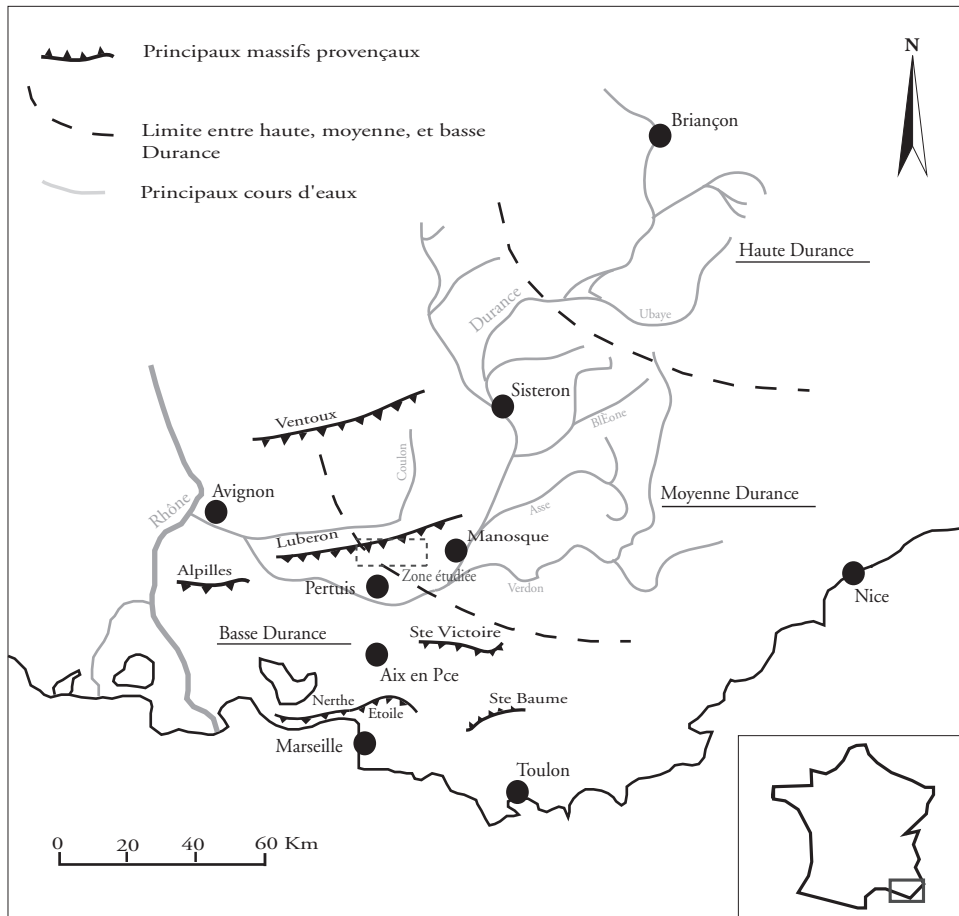 Principaux massifs provençaux
N
Limite entre haute, moyenne, et basse
Durance
Principaux cours d'eaux
Briançon
Haute Durance
Durance
Ubaye
Sisteron
Ventoux
BlÈone
Coulon
Avignon
Rhône
Moyenne Durance
Asse
Luberon
Manosque
Alpilles
Zone étudiée
Pertuis
Verdon
Nice
Basse Durance
Ste Victoire
Aix en Pce
Nerthe
Etoile
Ste Baume
Marseille
Toulon
0 20 40 60 Km